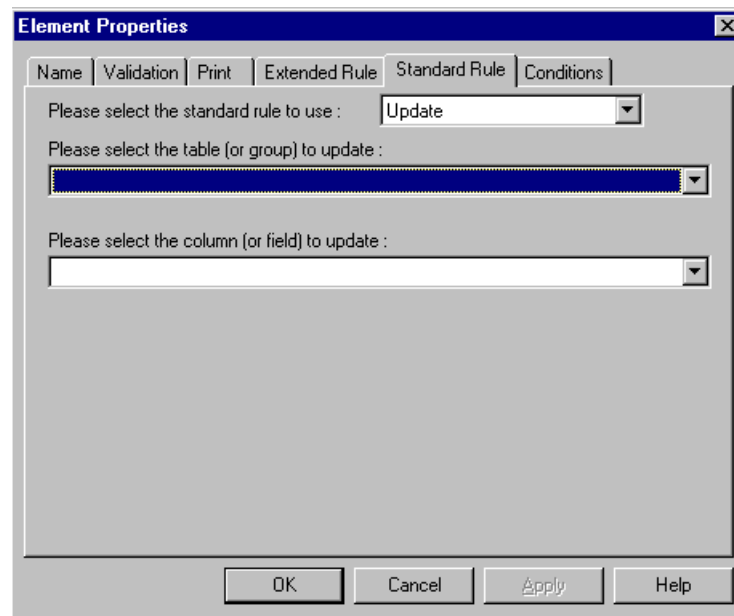 Element Properties
Name Validation Print Extended Rule Standard Rule Conditions
Please select the standard rule to use : Update
Please select the table (or group) to update :
Please select the column (or field) to update :
OK Cancel Apply Help